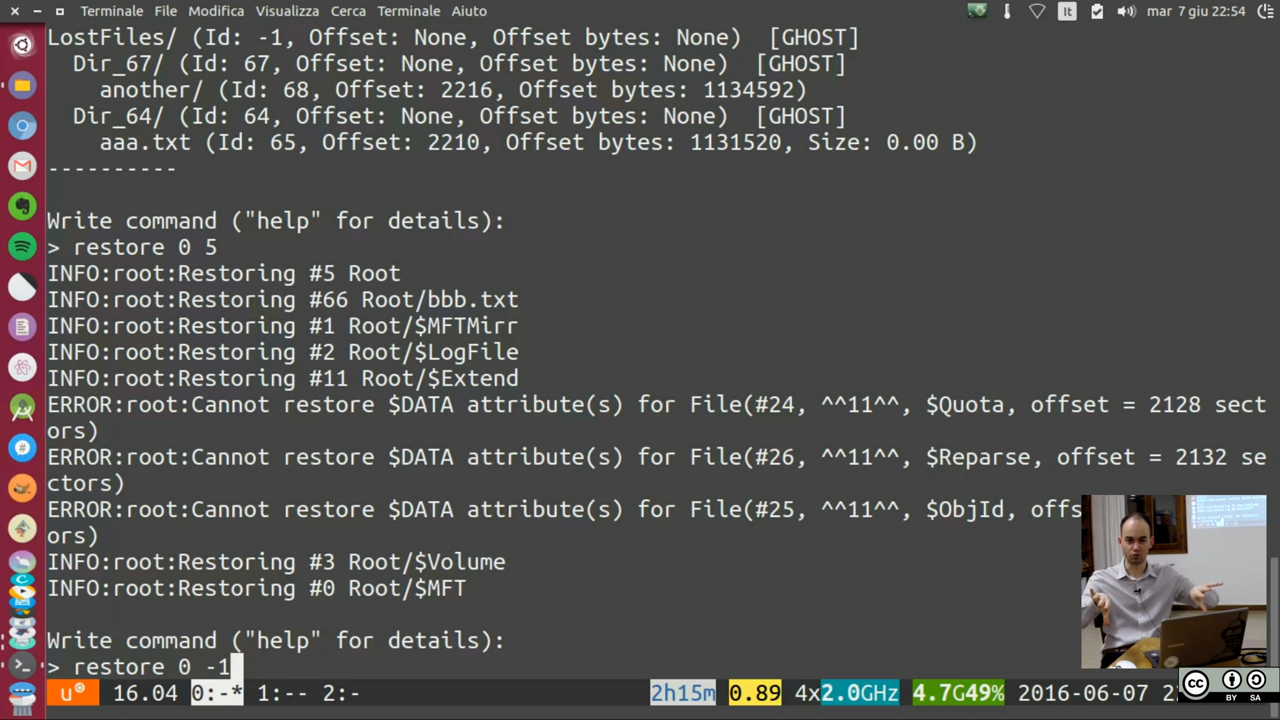 Terminale File Modifica Visualizza Cerca Terminale Aiuto
It mar 7 giu 22:54
LostFiles/ (Id: -1, Offset: None, Offset bytes: None) [GHOST]
Dir_67/ (Id: 67, Offset: None, Offset bytes: None) [GHOST]
another/ (Id: 68, Offset: 2216, Offset bytes: 1134592)
Dir_64/ (Id: 64, Offset: None, Offset bytes: None) [GHOST]
aaa.txt (Id: 65, Offset: 2210, Offset bytes: 1131520, Size: 0.00 B)
----------
Write command ("help" for details):
> restore 0 5
INFO:root:Restoring #5 Root
INFO:root:Restoring #66 Root/bbb.txt
INFO:root:Restoring #1 Root/$MFTMirr
INFO:root:Restoring #2 Root/$LogFile
INFO:root:Restoring #11 Root/$Extend
ERROR:root:Cannot restore $DATA attribute(s) for File(#24, ^^11^^, $Quota, offset = 2128 sect
ors)
ERROR:root:Cannot restore $DATA attribute(s) for File(#26, ^^11^^, $Reparse, offset = 2132 se
ctors)
ERROR:root:Cannot restore $DATA attribute(s) for File(#25, ^^11^^, $ObjId, offs
ors)
INFO:root:Restoring #3 Root/$Volume
INFO:root:Restoring #0 Root/$MFT
Write command ("help" for details):
> restore 0 -1
u 16.04 0:-* 1:-- 2:- 2h15m 0.89 4x2.0GHz 4.7G49% 2016-06-07 2
cc BY SA